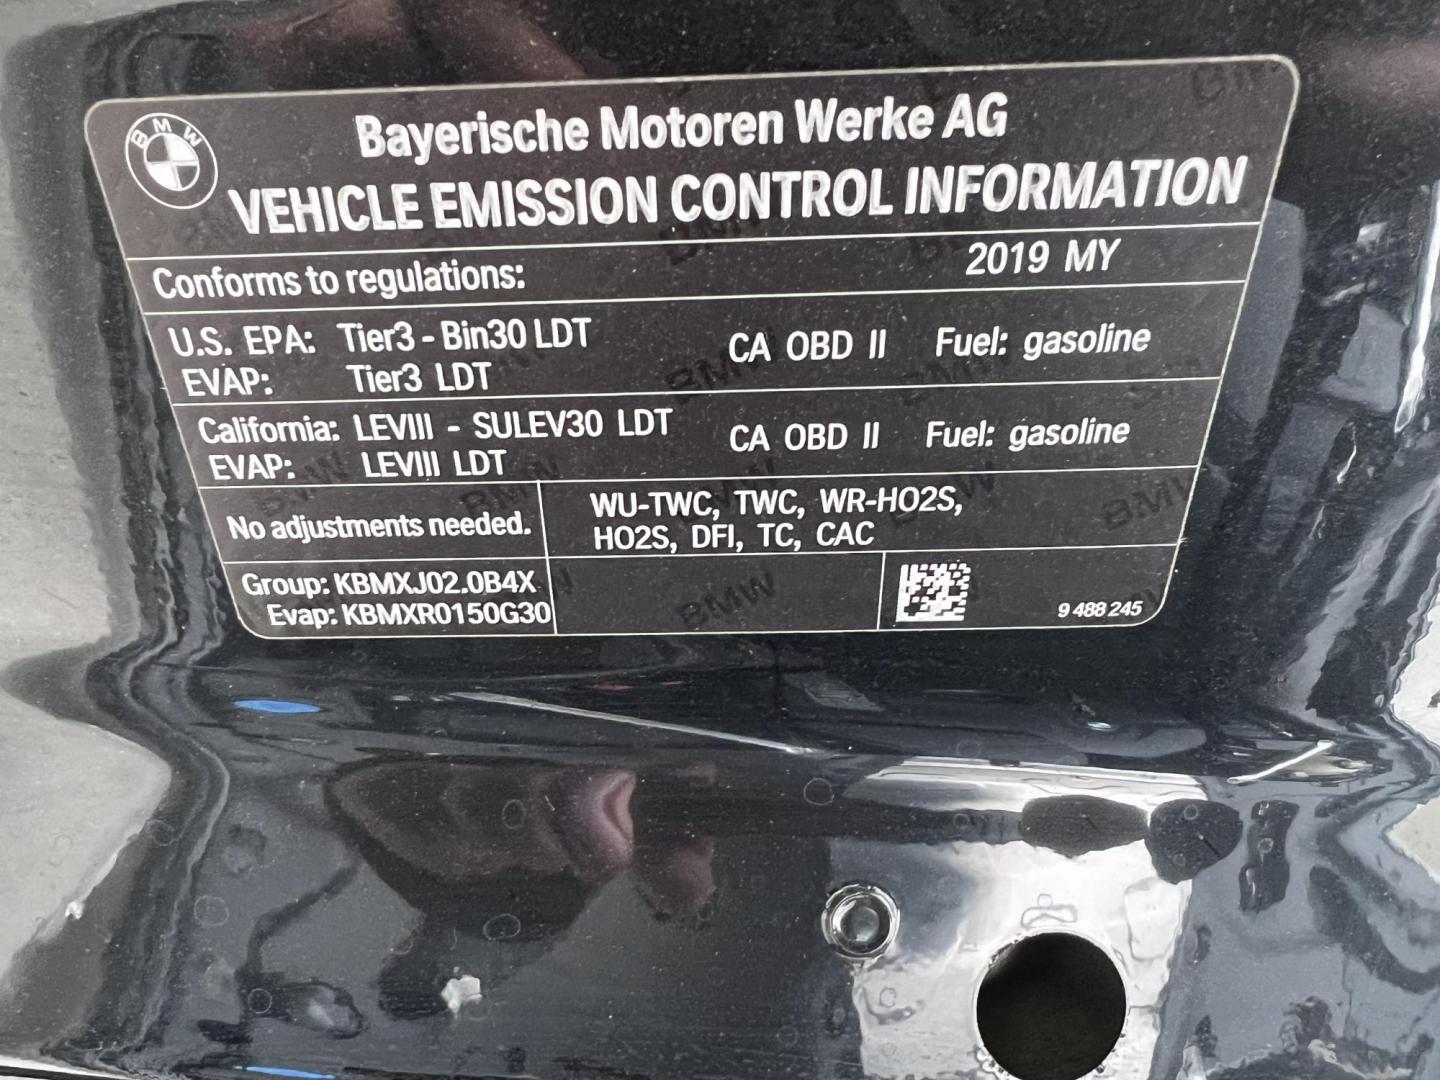 BMW
Bayerische Motoren Werke AG
VEHICLE EMISSION CONTROL INFORMATION
Conforms to regulations: 2019 MY
U.S. EPA: Tier3 - Bin30 LDT CA OBD II Fuel: gasoline
EVAP: Tier3 LDT
California: LEVIII - SULEV30 LDT CA OBD II Fuel: gasoline
EVAP: LEVIII LDT
No adjustments needed. WU-TWC, TWC, WR-HO2S,
HO2S, DFI, TC, CAC
Group: KBMXJ02.0B4X
Evap: KBMXR0150G30
9 488 245